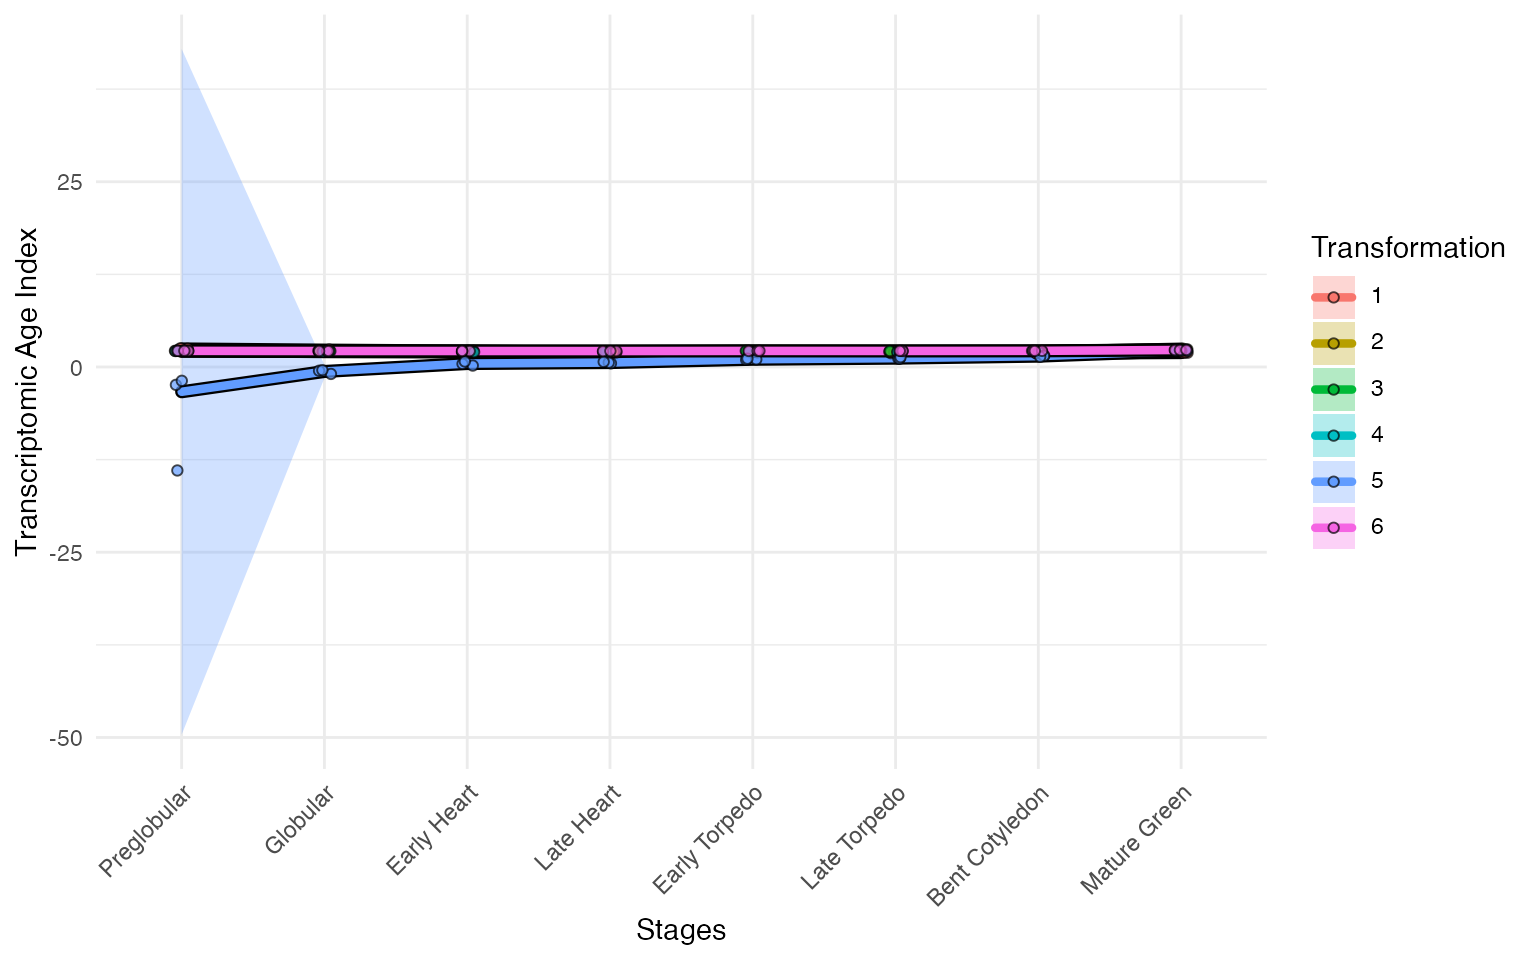 Transcriptomic Age Index
25
0
-25
-50
Preglobular
Globular
Early Heart
Late Heart
Early Torpedo
Late Torpedo
Bent Cotyledon
Mature Green
Stages
Transformation
1
2
3
4
5
6